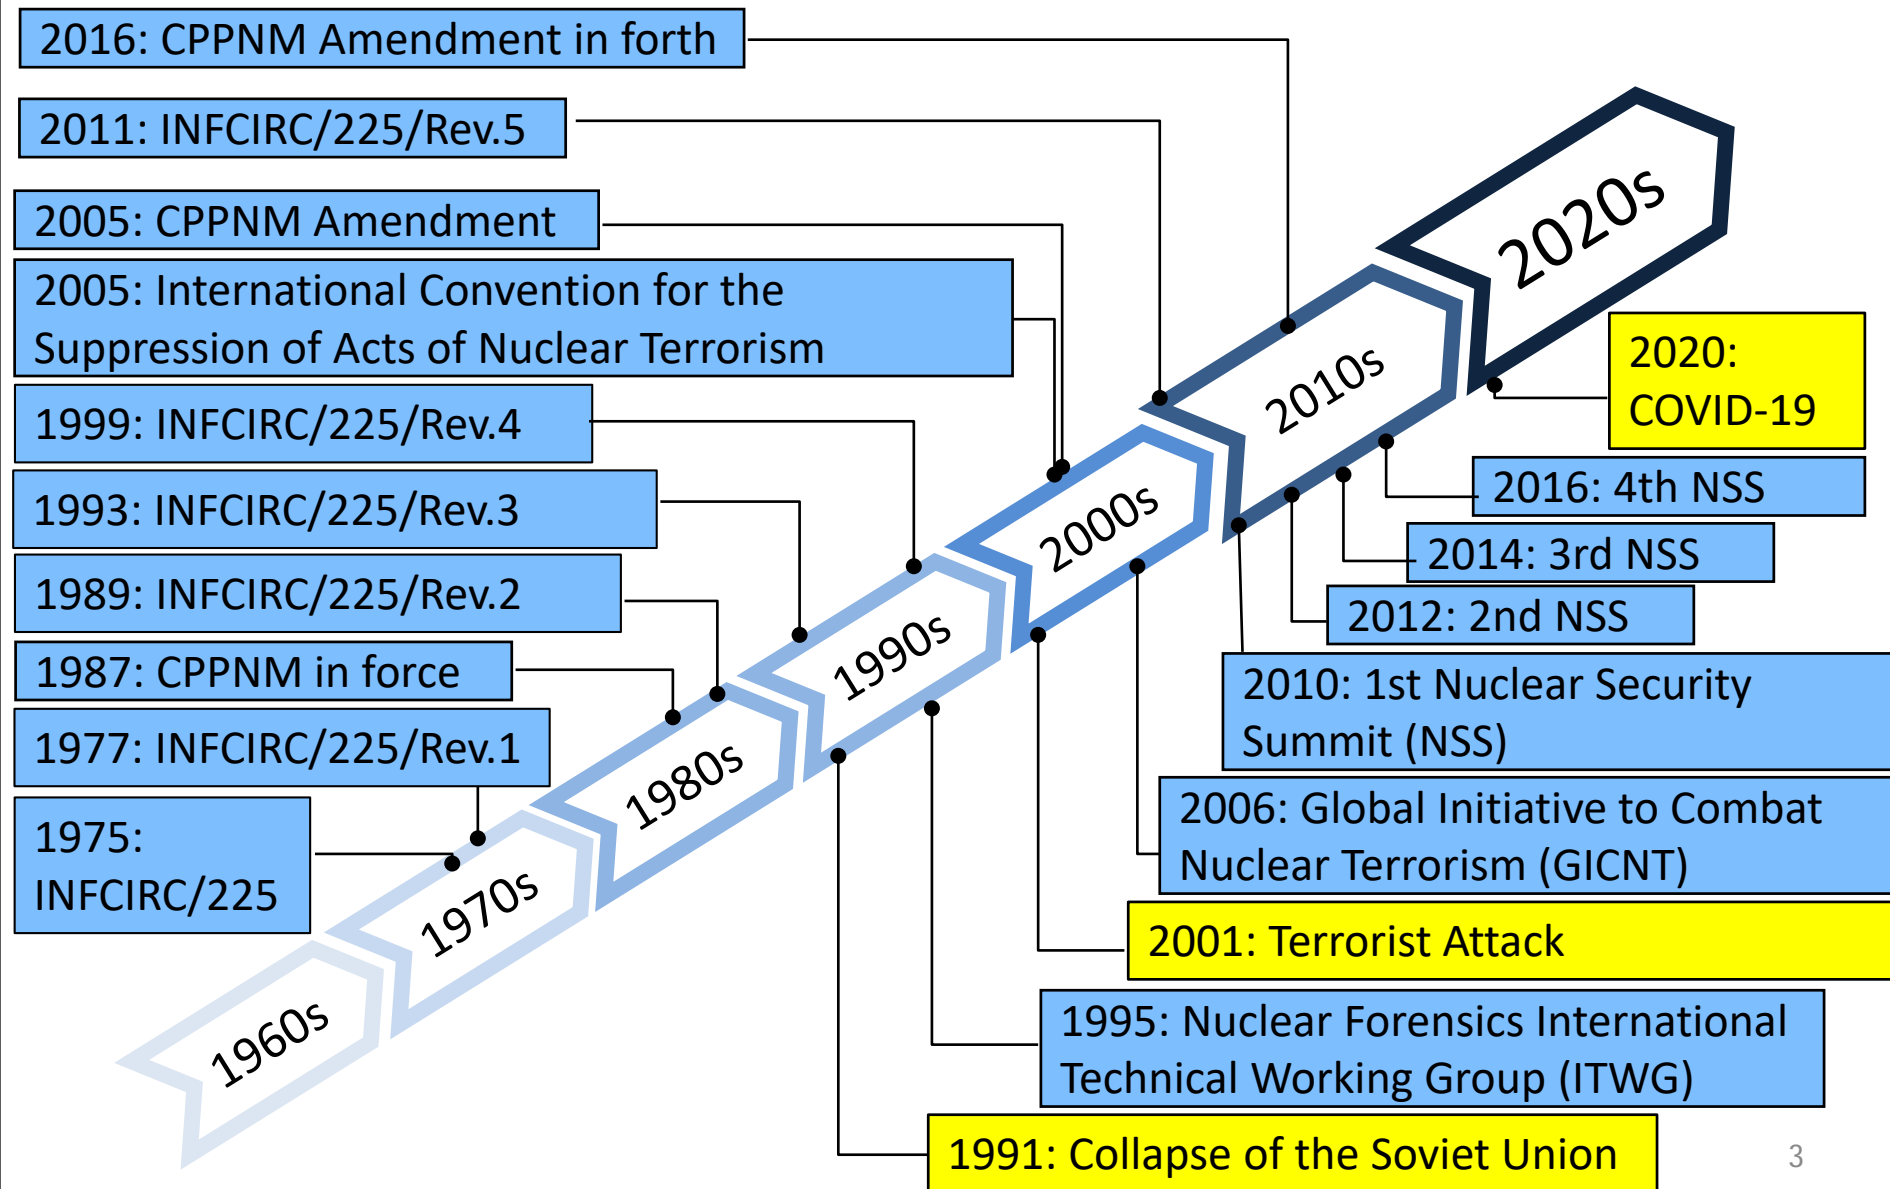 2016: CPPNM Amendment in forth
2011: INFCIRC/225/Rev.5
2005: CPPNM Amendment
2005: International Convention for the
Suppression of Acts of Nuclear Terrorism
1999: INFCIRC/225/Rev.4
1993: INFCIRC/225/Rev.3
1989: INFCIRC/225/Rev.2
1987: CPPNM in force
1977: INFCIRC/225/Rev.1
1975:
INFCIRC/225
1960s
1970s
1980s
1990s
2000s
2010s
2020s
2020:
COVID-19
2016: 4th NSS
2014: 3rd NSS
2012: 2nd NSS
2010: 1st Nuclear Security
Summit (NSS)
2006: Global Initiative to Combat
Nuclear Terrorism (GICNT)
2001: Terrorist Attack
1995: Nuclear Forensics International
Technical Working Group (ITWG)
1991: Collapse of the Soviet Union
3